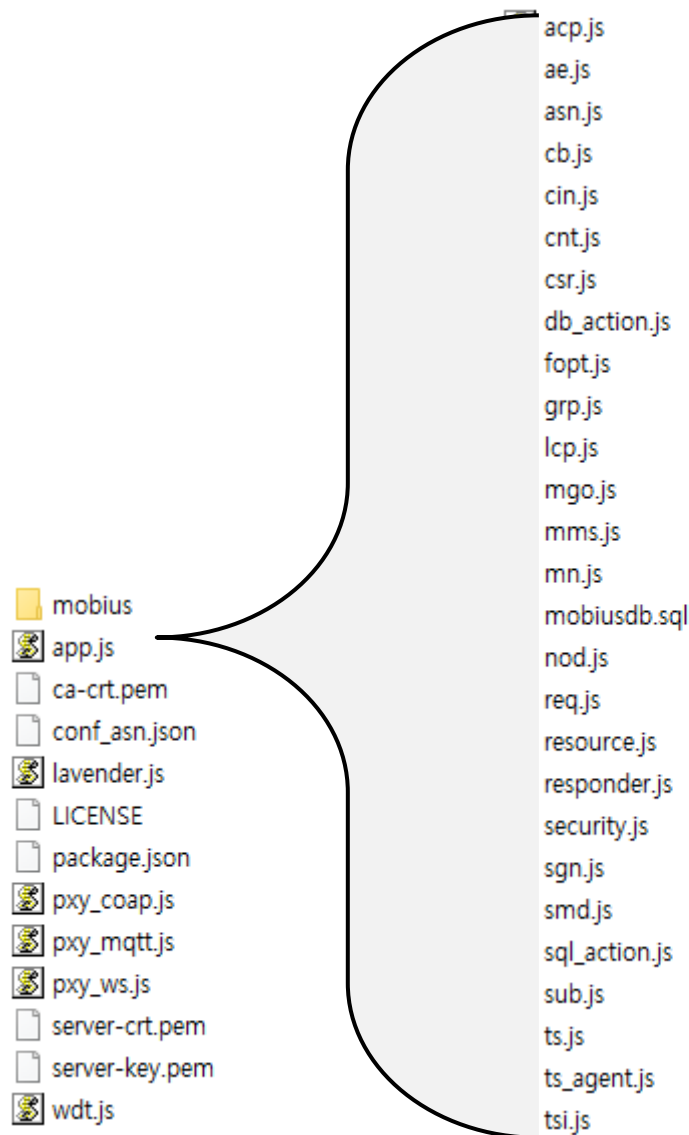 mobius
app.js
ca-crt.pem
conf_asn.json
lavender.js
LICENSE
package.json
pxy_coap.js
pxy_mqtt.js
pxy_ws.js
server-crt.pem
server-key.pem
wdt.js
acp.js
ae.js
asn.js
cb.js
cin.js
cnt.js
csr.js
db_action.js
fopt.js
grp.js
lcp.js
mgo.js
mms.js
mn.js
mobiusdb.sql
nod.js
req.js
resource.js
responder.js
security.js
sgn.js
smd.js
sql_action.js
sub.js
ts.js
ts_agent.js
tsi.js